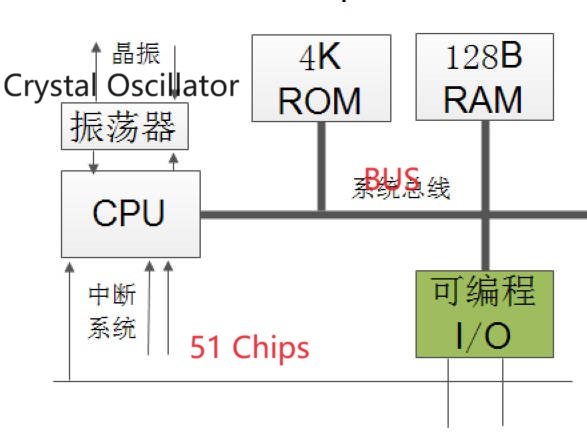 晶振
Crystal Oscillator
振荡器
4K
ROM
128B
RAM
CPU
BUS
系统总线
中断
系统
51 Chips
可编程
I/O